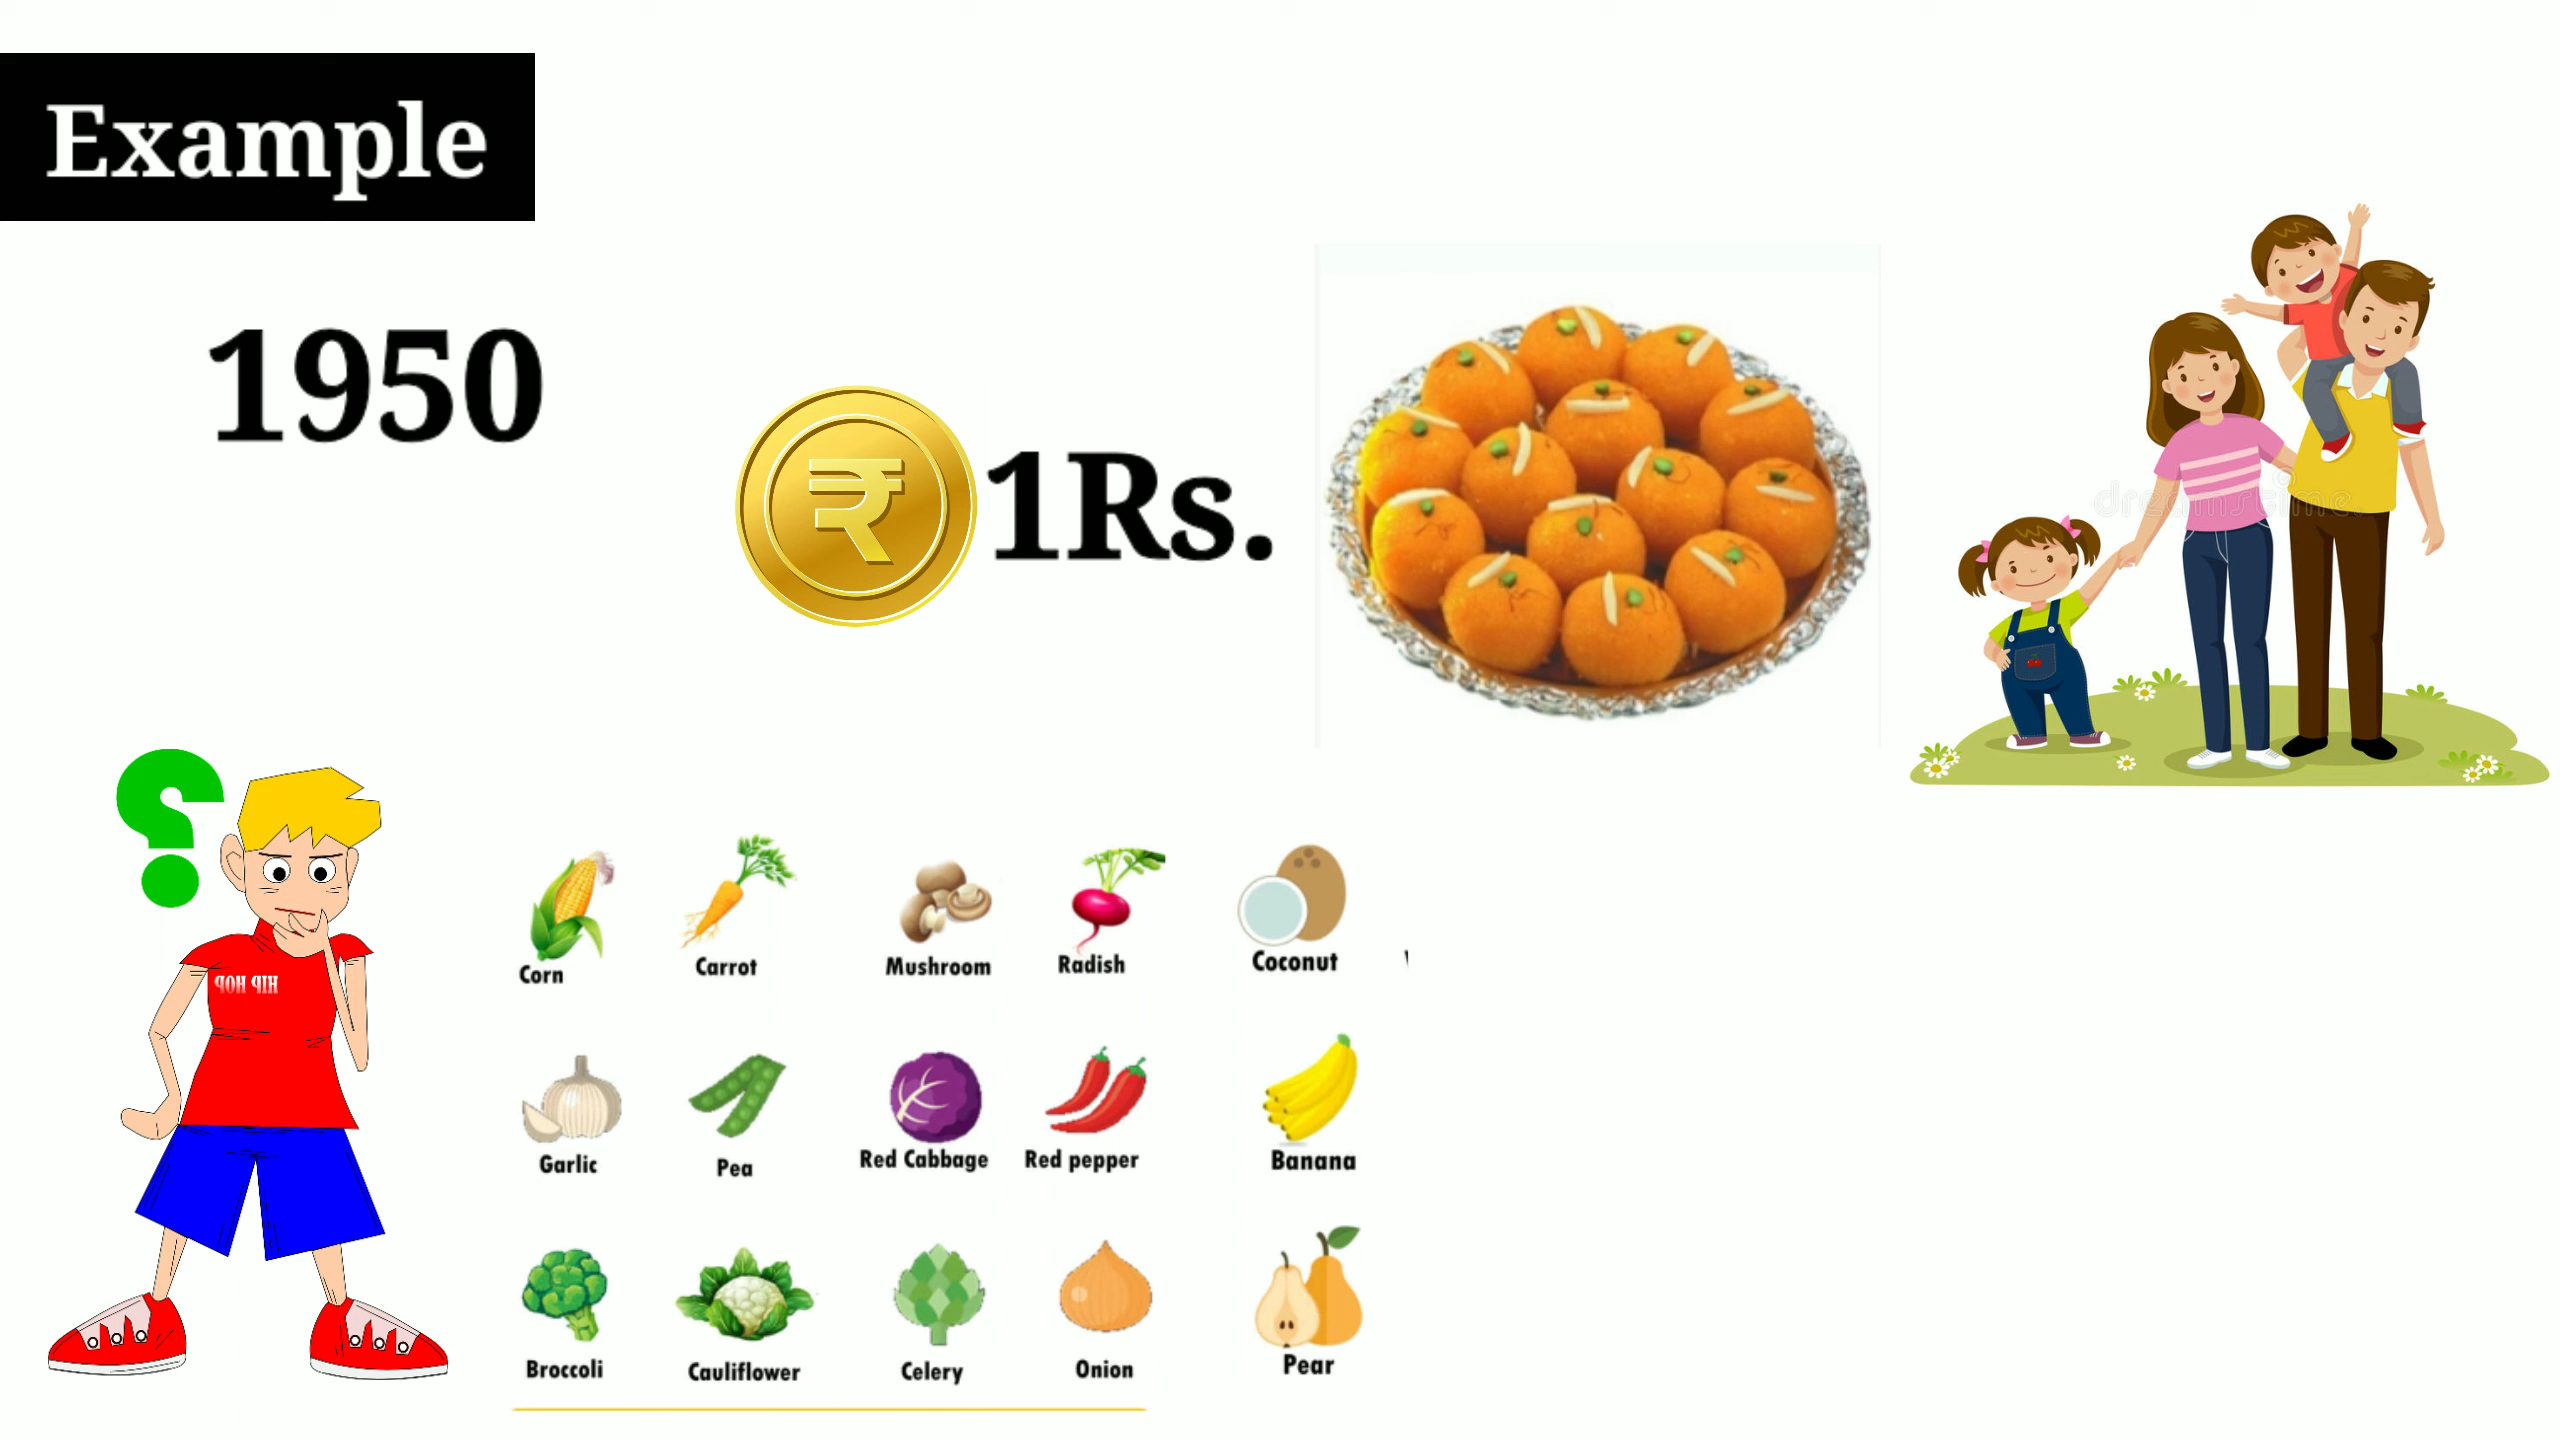 Example
1950
₹ 1Rs.
dreamstime
HIP HOP
Corn Carrot Mushroom Radish Coconut
Garlic Pea Red Cabbage Red pepper Banana
Broccoli Cauliflower Celery Onion Pear